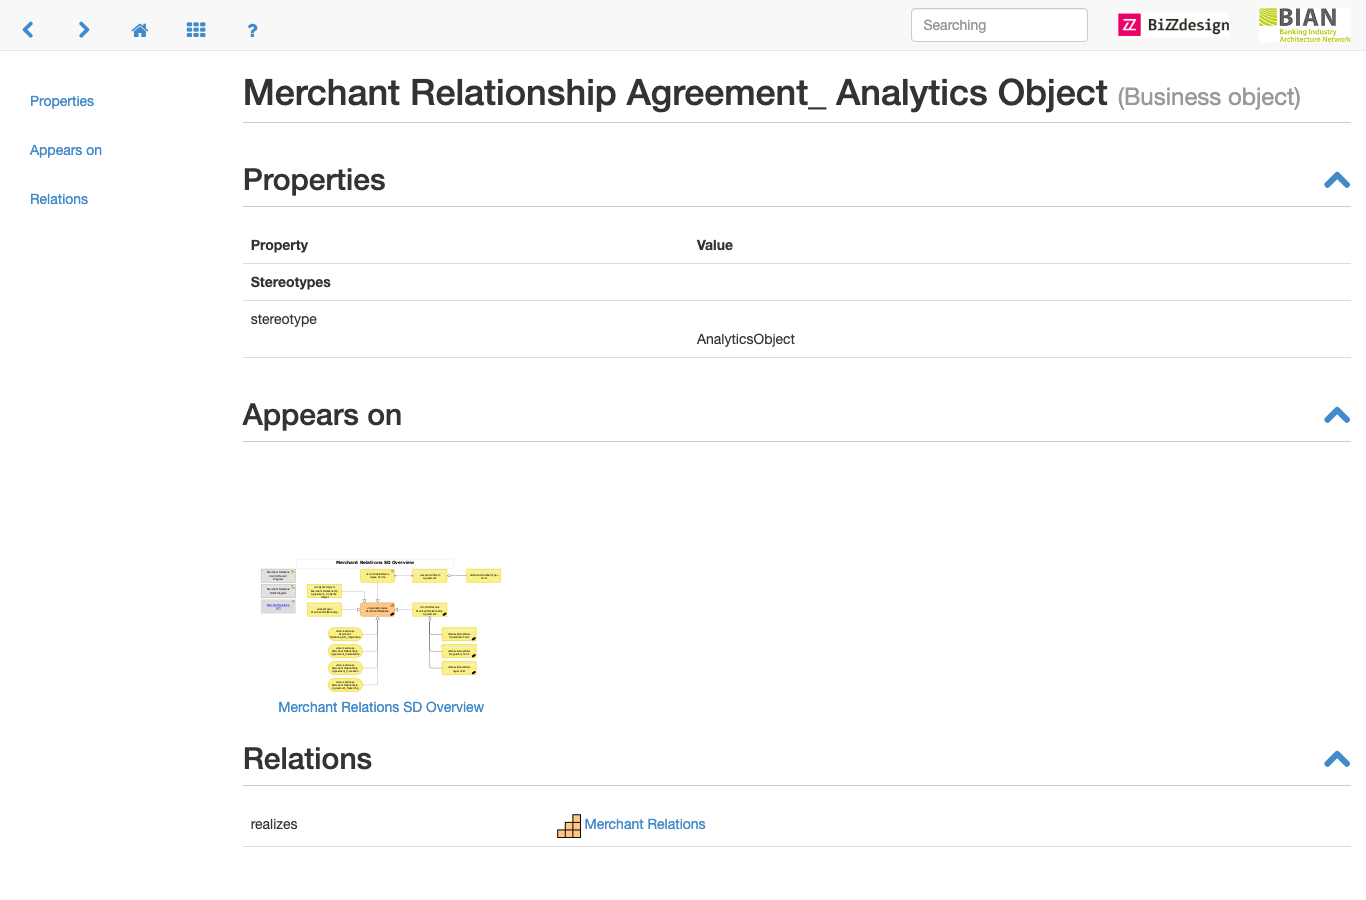 ?
Searching
BiZZdesign
BIAN
Banking Industry
Architecture Network
Properties
Appears on
Relations
Merchant Relationship Agreement_ Analytics Object (Business object)
Properties
Property Value
Stereotypes
stereotype
AnalyticsObject
Appears on
Merchant Relations SD Overview
Merchant Relations SD Overview
Relations
realizes Merchant Relations